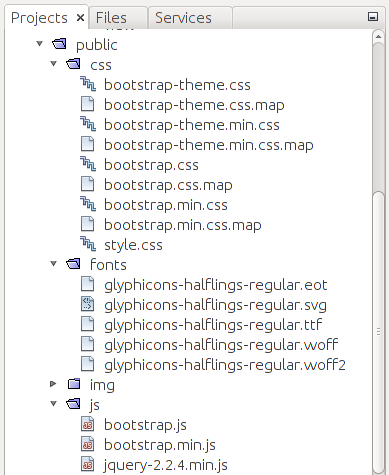 Projects × Files Services
public
css
bootstrap-theme.css
bootstrap-theme.css.map
bootstrap-theme.min.css
bootstrap-theme.min.css.map
bootstrap.css
bootstrap.css.map
bootstrap.min.css
bootstrap.min.css.map
style.css
fonts
glyphicons-halflings-regular.eot
glyphicons-halflings-regular.svg
glyphicons-halflings-regular.ttf
glyphicons-halflings-regular.woff
glyphicons-halflings-regular.woff2
img
js
bootstrap.js
bootstrap.min.js
jquery-2.2.4.min.js